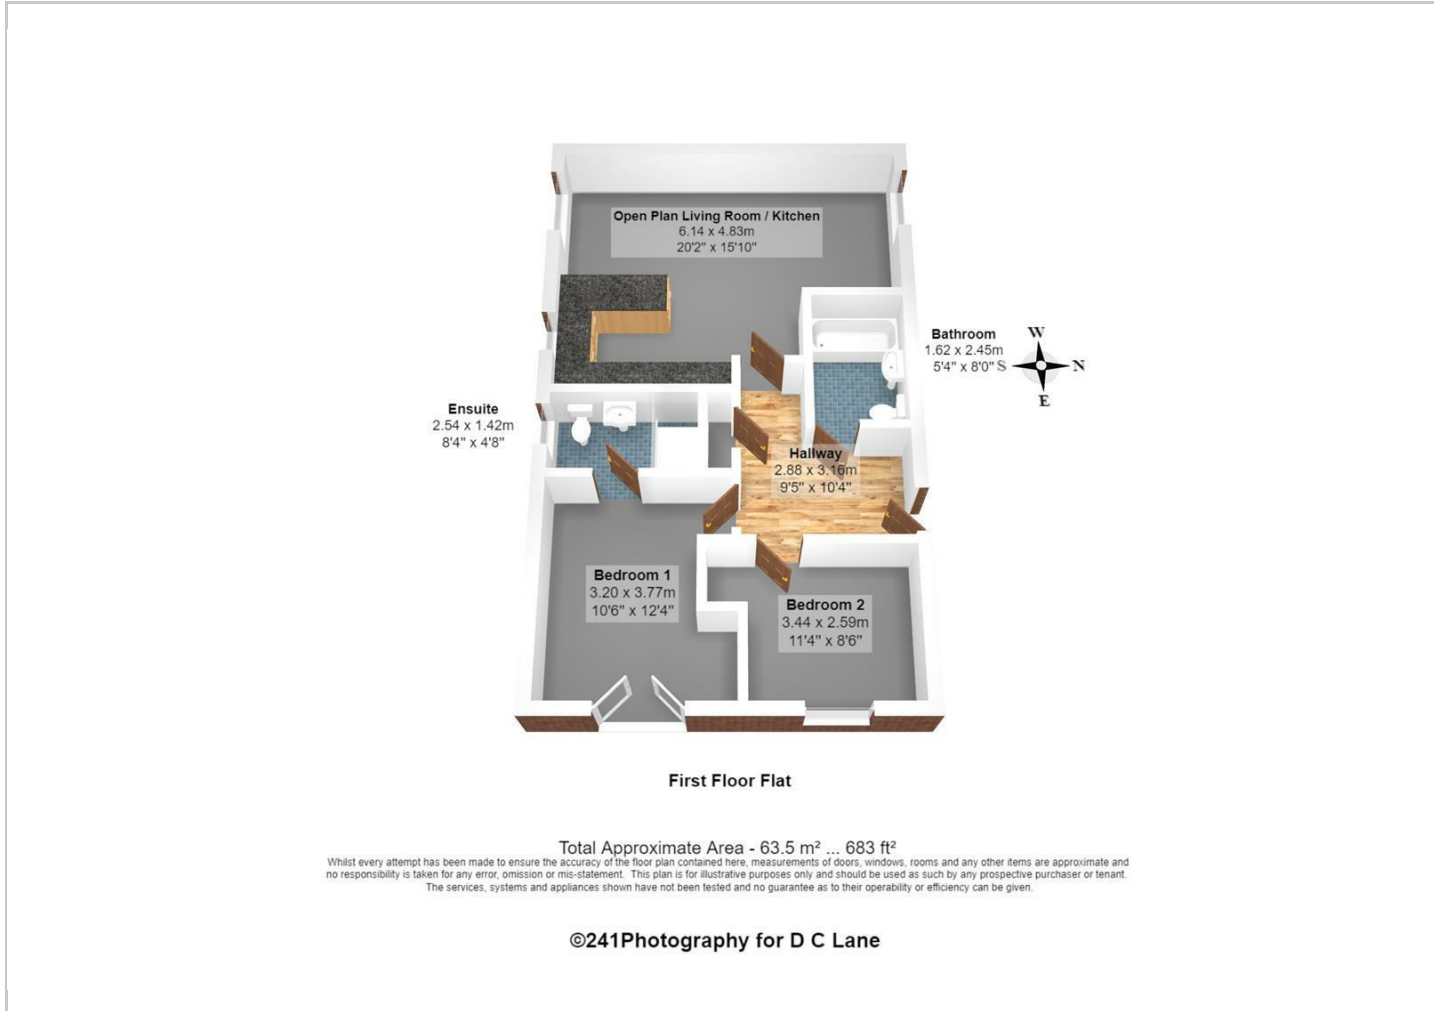 Open Plan Living Room / Kitchen
6.14 x 4.83m
20'2" x 15'10"
Bathroom
1.62 x 2.45m
5'4" x 8'0"
W
S
N
E
Ensuite
2.54 x 1.42m
8'4" x 4'8"
Hallway
2.88 x 3.16m
9'5" x 10'4"
Bedroom 1
3.20 x 3.77m
10'6" x 12'4"
Bedroom 2
3.44 x 2.59m
11'4" x 8'6"
First Floor Flat
Total Approximate Area - 63.5 m² ... 683 ft²
Whilst every attempt has been made to ensure the accuracy of the floor plan contained here, measurements of doors, windows, rooms and any other items are approximate and
no responsibility is taken for any error, omission or mis-statement. This plan is for illustrative purposes only and should be used as such by any prospective purchaser or tenant.
The services, systems and appliances shown have not been tested and no guarantee as to their operability or efficiency can be given.
©241Photography for D C Lane